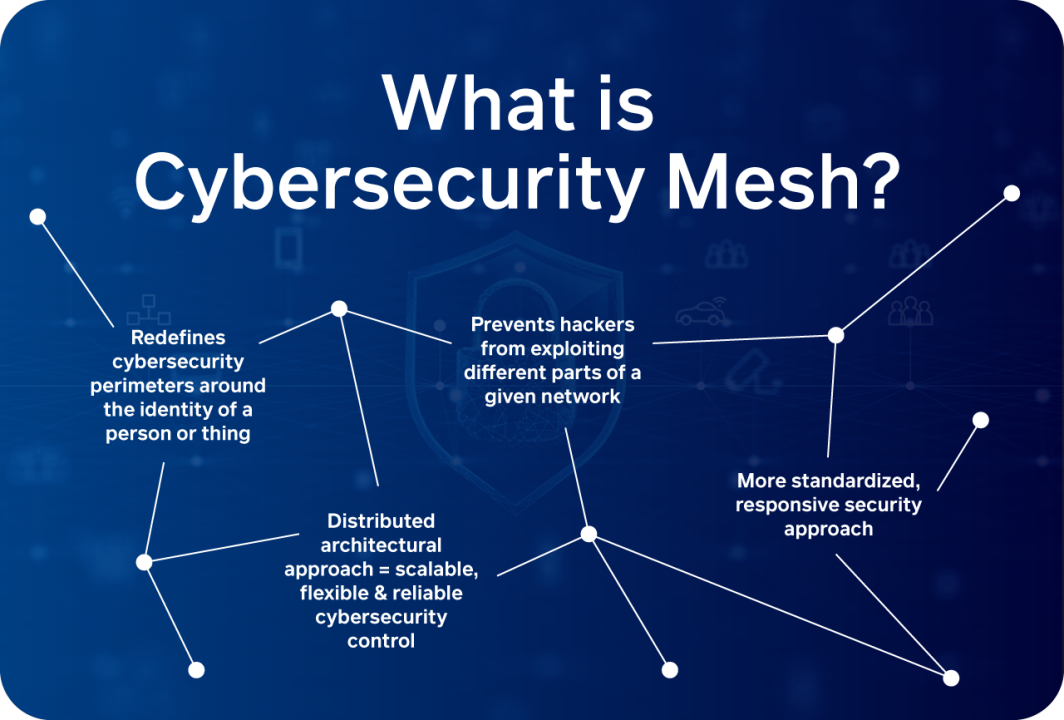 What is
Cybersecurity Mesh?
Redefines
cybersecurity
perimeters around
the identity of a
person or thing
Distributed
architectural
approach = scalable,
flexible & reliable
cybersecurity
control
Prevents hackers
from exploiting
different parts of a
given network
More standardized,
responsive security
approach